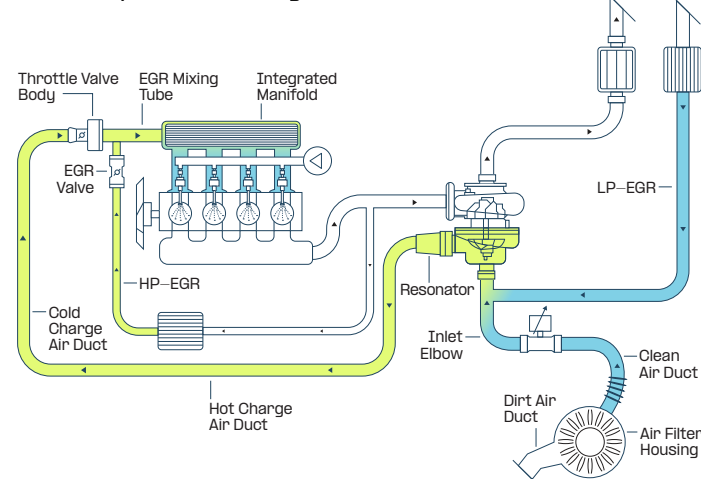 Throttle Valve
Body
EGR Mixing
Tube
Integrated
Manifold
EGR
Valve
LP–EGR
HP–EGR
Resonator
Cold
Charge
Air Duct
Inlet
Elbow
Clean
Air Duct
Hot Charge
Air Duct
Dirt Air
Duct
Air Filter
Housing